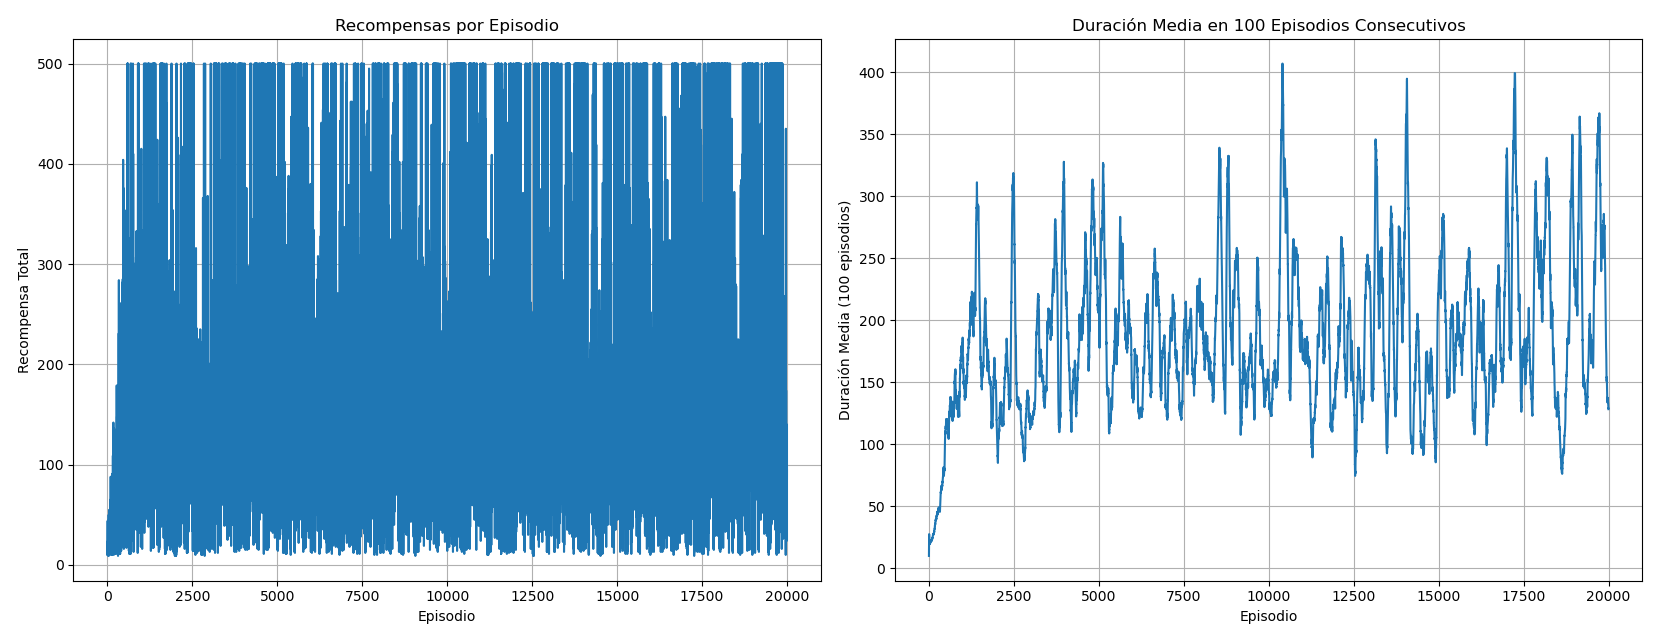 Recompensas por Episodio
Recompensa Total
500
400
300
200
100
0
0 2500 5000 7500 10000 12500 15000 17500 20000
Episodio
Duración Media en 100 Episodios Consecutivos
Duración Media (100 episodios)
400
350
300
250
200
150
100
50
0
0 2500 5000 7500 10000 12500 15000 17500 20000
Episodio